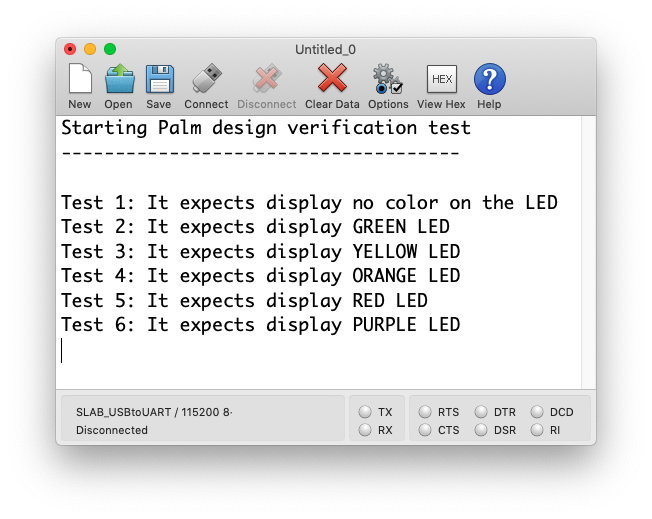 Untitled_0
New Open Save Connect Disconnect Clear Data Options View Hex Help
HEX
Starting Palm design verification test
-------------------------------------
Test 1: It expects display no color on the LED
Test 2: It expects display GREEN LED
Test 3: It expects display YELLOW LED
Test 4: It expects display ORANGE LED
Test 5: It expects display RED LED
Test 6: It expects display PURPLE LED
SLAB_USBtoUART / 115200 8-
Disconnected
TX
RX
RTS DTR DCD
CTS DSR RI